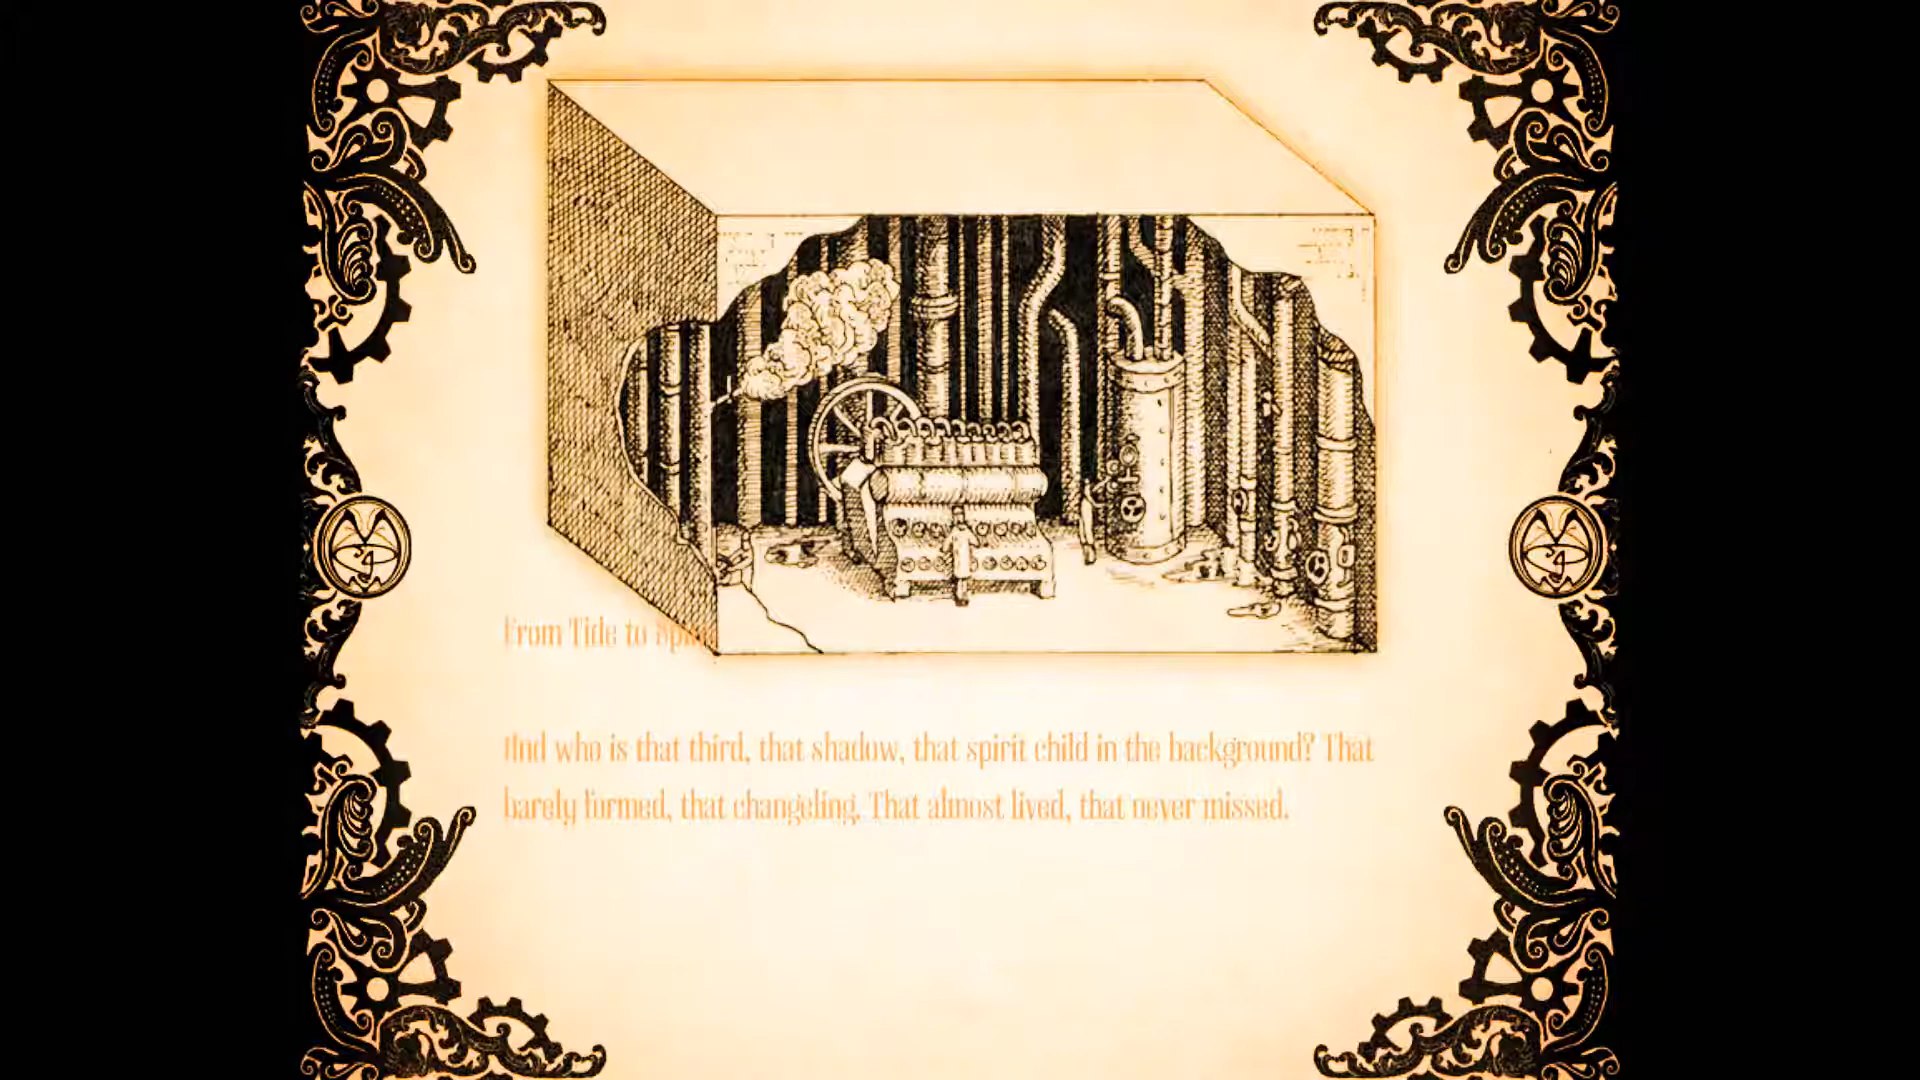 From Tide to
And who is that third, that shadow, that spirit child in the background? That
barely formed, that changeling. That almost lived, that never missed.